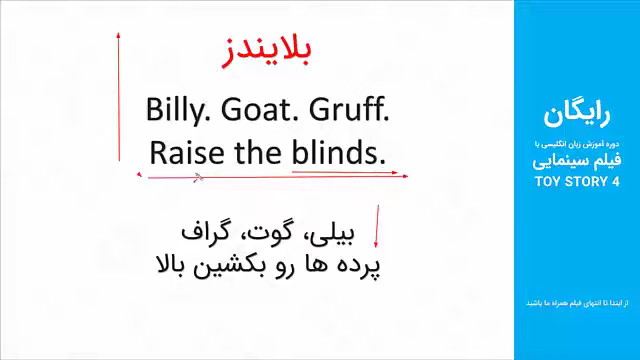 بلایندز
Billy. Goat. Gruff.
Raise the blinds.
بیلی، گوت، گراف
پرده ها رو بکشین بالا
رایگان
دوره آموزش زبان انگلیسی با
فیلم سینمایی
TOY STORY 4
از ابتدا تا انتهای فیلم همراه ما باشید